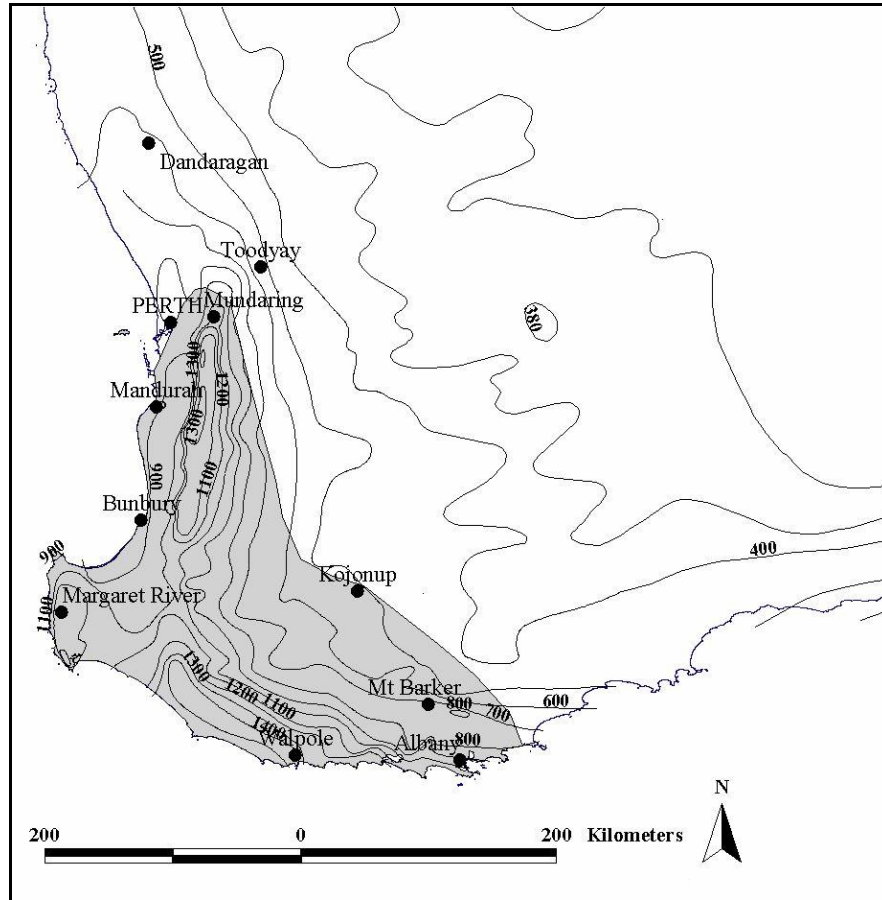 500
Dandaragan
Toodyay
PERTH
Mundaring
380
1300
1200
Mandurah
1300
900
1100
Bunbury
400
900
Kojonup
Margaret River
1100
1300
Mt Barker
1200
1100
800
700
600
1400
Walpole
Albany
800
N
200 0 200 Kilometers